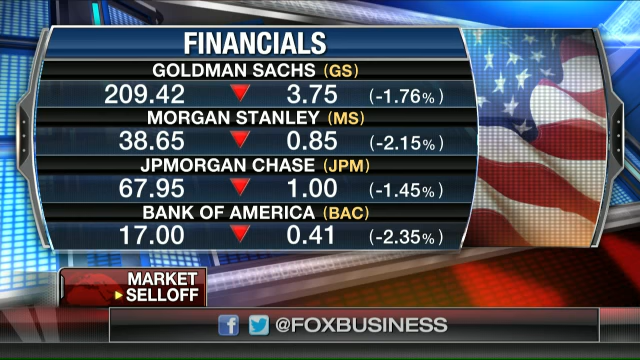 FINANCIALS
GOLDMAN SACHS (GS)
209.42 ▼ 3.75 (-1.76%)
MORGAN STANLEY (MS)
38.65 ▼ 0.85 (-2.15%)
JPMORGAN CHASE (JPM)
67.95 ▼ 1.00 (-1.45%)
BANK OF AMERICA (BAC)
17.00 ▼ 0.41 (-2.35%)
MARKET
SELLOFF
@FOXBUSINESS